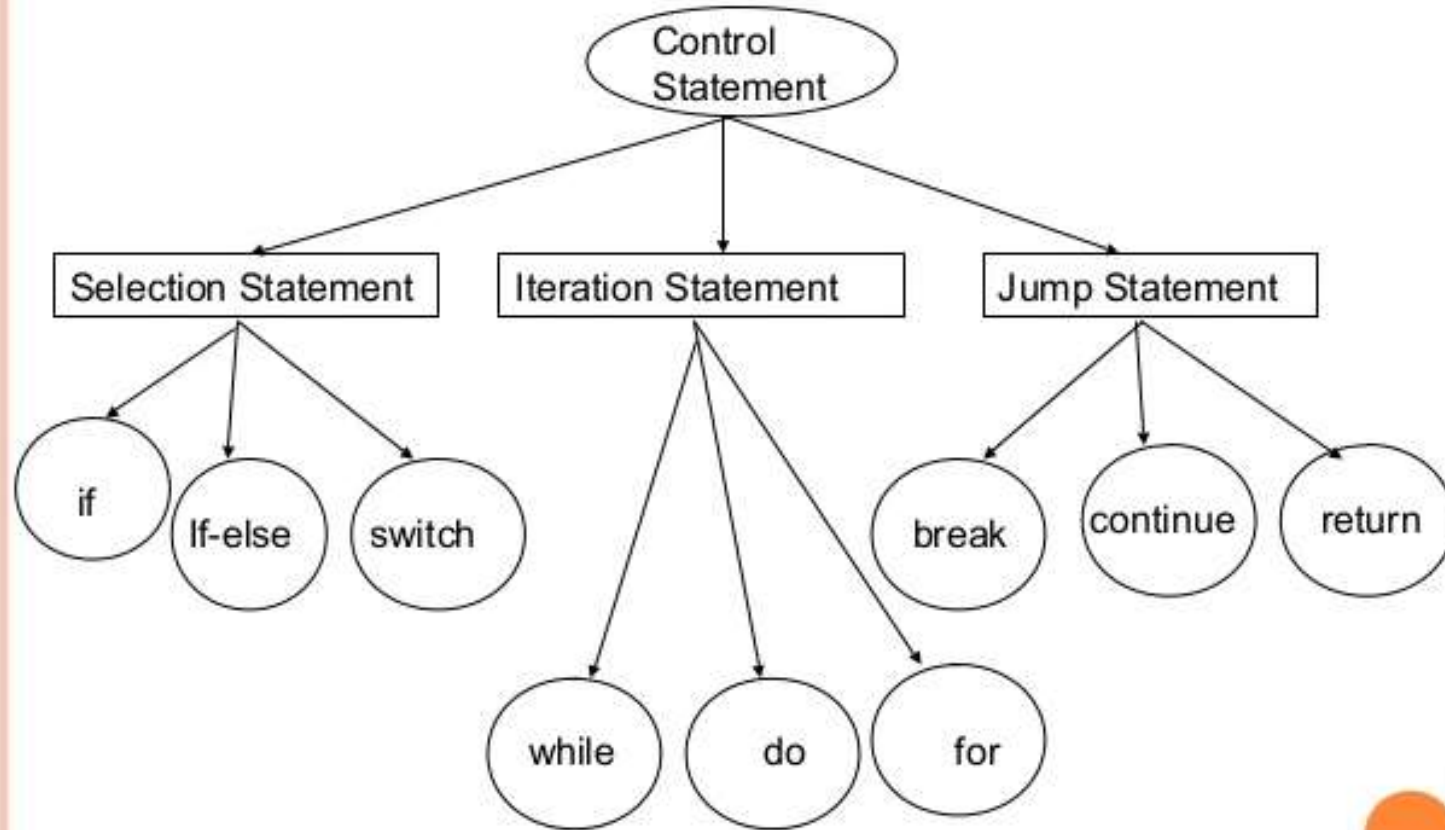 Control
Statement
Selection Statement
Iteration Statement
Jump Statement
if
If-else
switch
break
continue
return
while
do
for